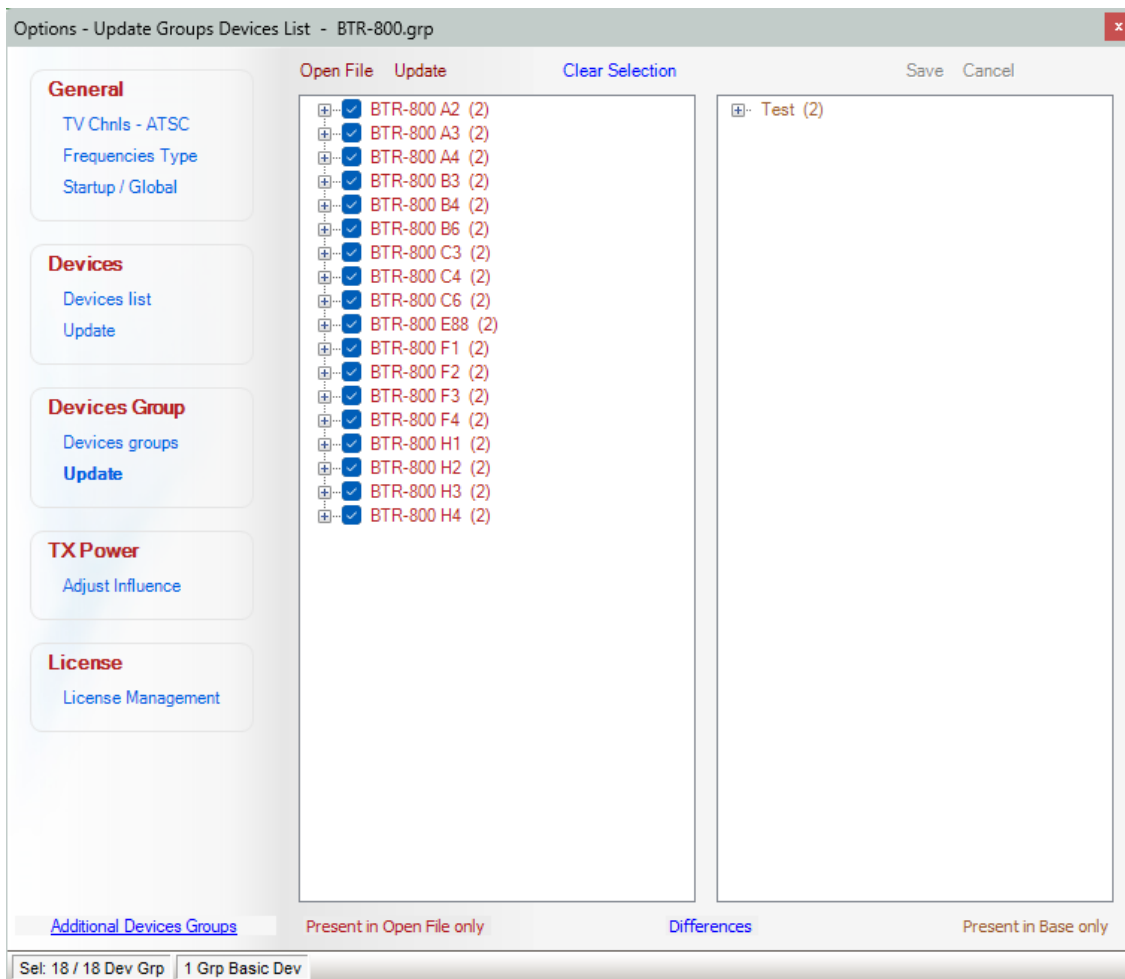 Options - Update Groups Devices List - BTR-800.grp
x
General
TV Chnls - ATSC
Frequencies Type
Startup / Global
Devices
Devices list
Update
Devices Group
Devices groups
Update
TX Power
Adjust Influence
License
License Management
Additional Devices Groups
Open File Update Clear Selection Save Cancel
BTR-800 A2 (2)
BTR-800 A3 (2)
BTR-800 A4 (2)
BTR-800 B3 (2)
BTR-800 B4 (2)
BTR-800 B6 (2)
BTR-800 C3 (2)
BTR-800 C4 (2)
BTR-800 C6 (2)
BTR-800 E88 (2)
BTR-800 F1 (2)
BTR-800 F2 (2)
BTR-800 F3 (2)
BTR-800 F4 (2)
BTR-800 H1 (2)
BTR-800 H2 (2)
BTR-800 H3 (2)
BTR-800 H4 (2)
Test (2)
Present in Open File only Differences Present in Base only
Sel: 18 / 18 Dev Grp 1 Grp Basic Dev